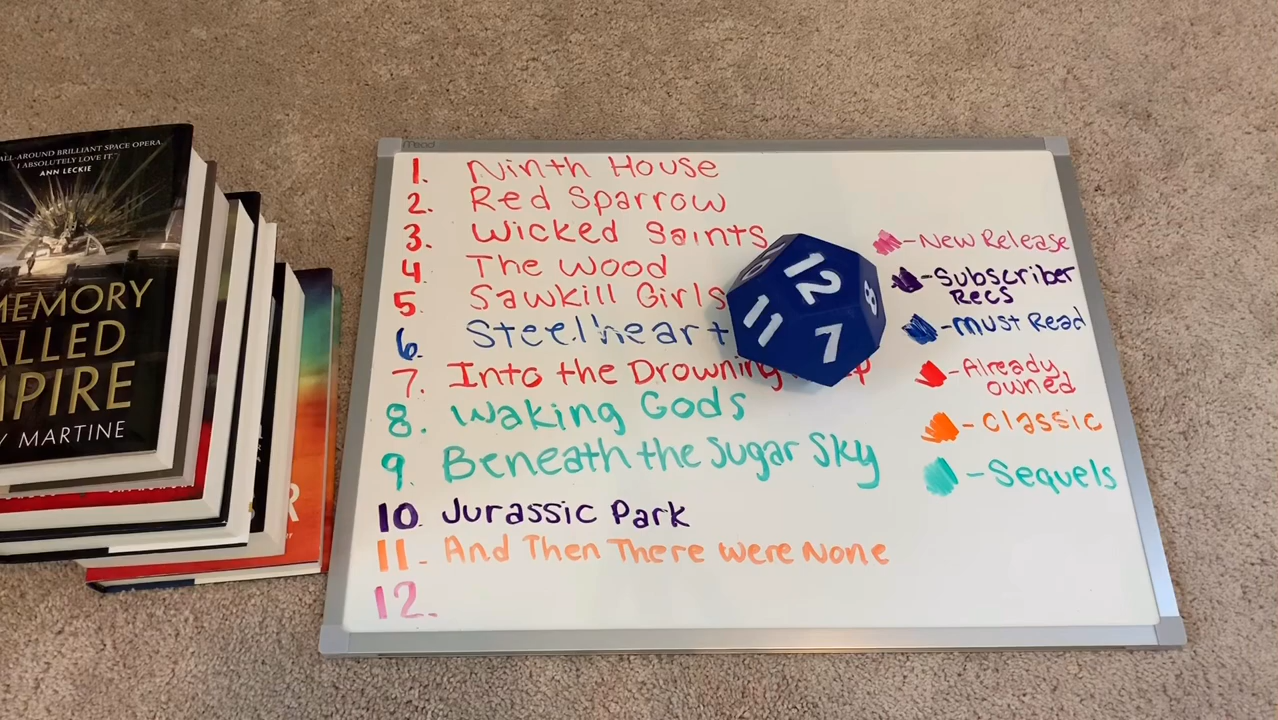 ALL-AROUND BRILLIANT SPACE OPERA.
I ABSOLUTELY LOVE IT."
ANN LECKIE
MEMORY
CALLED
EMPIRE
MARTINE
Mead
1. Ninth House
2. Red Sparrow
3. Wicked Saints
4. The Wood
5. Sawkill Girls
6. Steelheart
7. Into the Drowning
8. Waking Gods
9. Beneath the Sugar Sky
10. Jurassic Park
11. And Then There Were None
12.
12
8
11
7
- New Release
- Subscriber
Recs
- Must Read
- Already
owned
- Classic
- Sequels